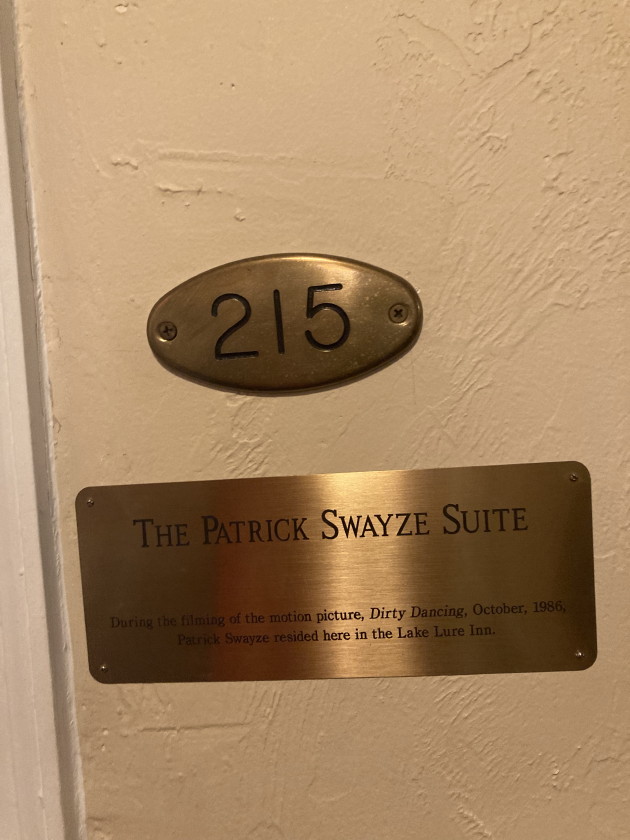 215
The Patrick Swayze Suite
During the filming of the motion picture, Dirty Dancing, October, 1986,
Patrick Swayze resided here in the Lake Lure Inn.